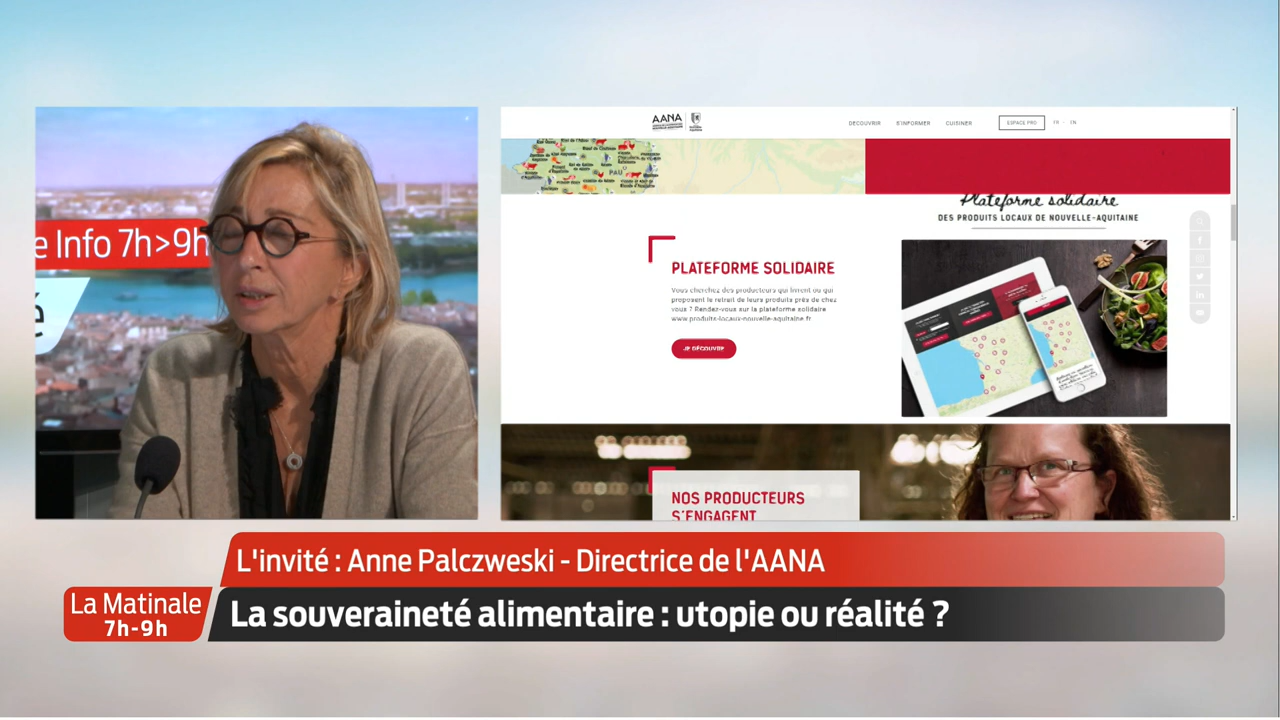 e Info 7h>9h
AANA
DECOUVRIR
S'INFORMER
CUISINER
ESPACE PRO
FR - EN
PAU
Plateforme solidaire
DES PRODUITS LOCAUX DE NOUVELLE-AQUITAINE
PLATEFORME SOLIDAIRE
Vous cherchez des producteurs qui livrent ou qui
proposent le retrait de leurs produits près de chez
vous ? Rendez-vous sur la plateforme solidaire
www.produits-locaux-nouvelle-aquitaine.fr
JE DÉCOUVRE
NOS PRODUCTEURS
S'ENGAGENT
L'invité : Anne Palczweski - Directrice de l'AANA
La Matinale
7h-9h
La souveraineté alimentaire : utopie ou réalité ?